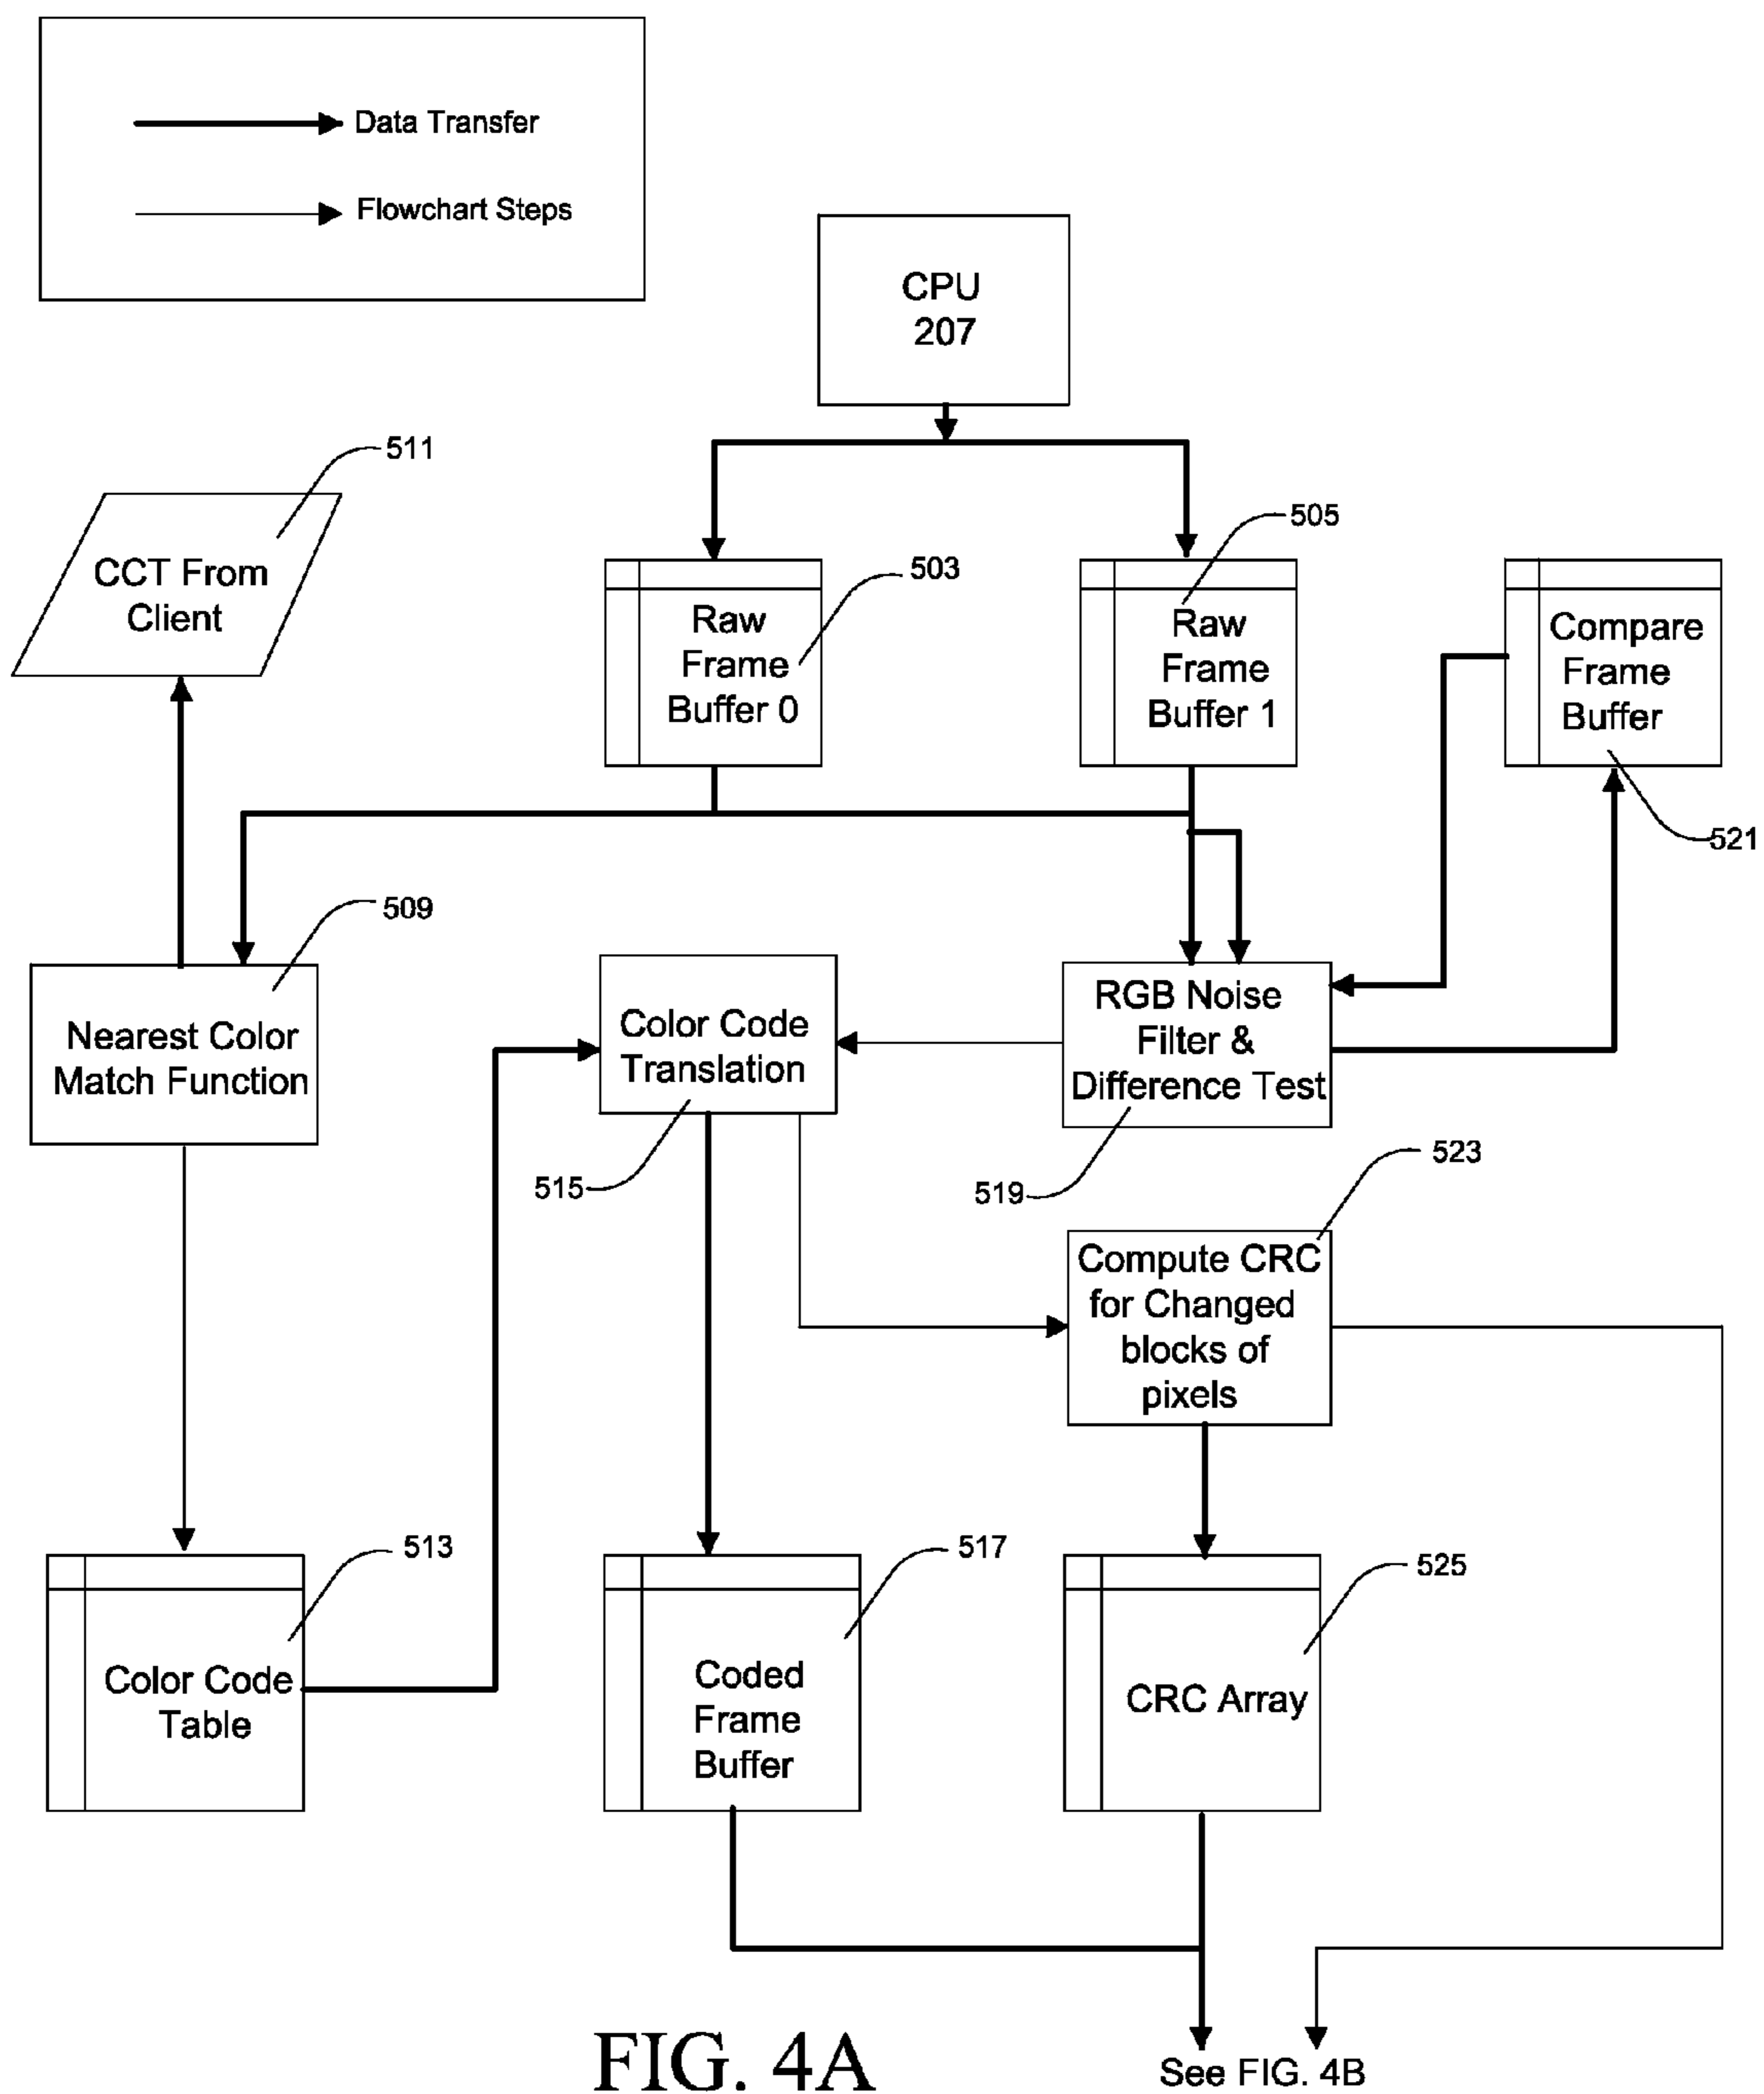 Data Transfer
Flowchart Steps
CPU
207
511
CCT From
Client
503
Raw
Frame
Buffer 0
505
Raw
Frame
Buffer 1
Compare
Frame
Buffer
521
509
Nearest Color
Match Function
Color Code
Translation
515
RGB Noise
Filter &
Difference Test
519
523
Compute CRC
for Changed
blocks of
pixels
513
Color Code
Table
517
Coded
Frame
Buffer
525
CRC Array
FIG. 4A
See FIG. 4B